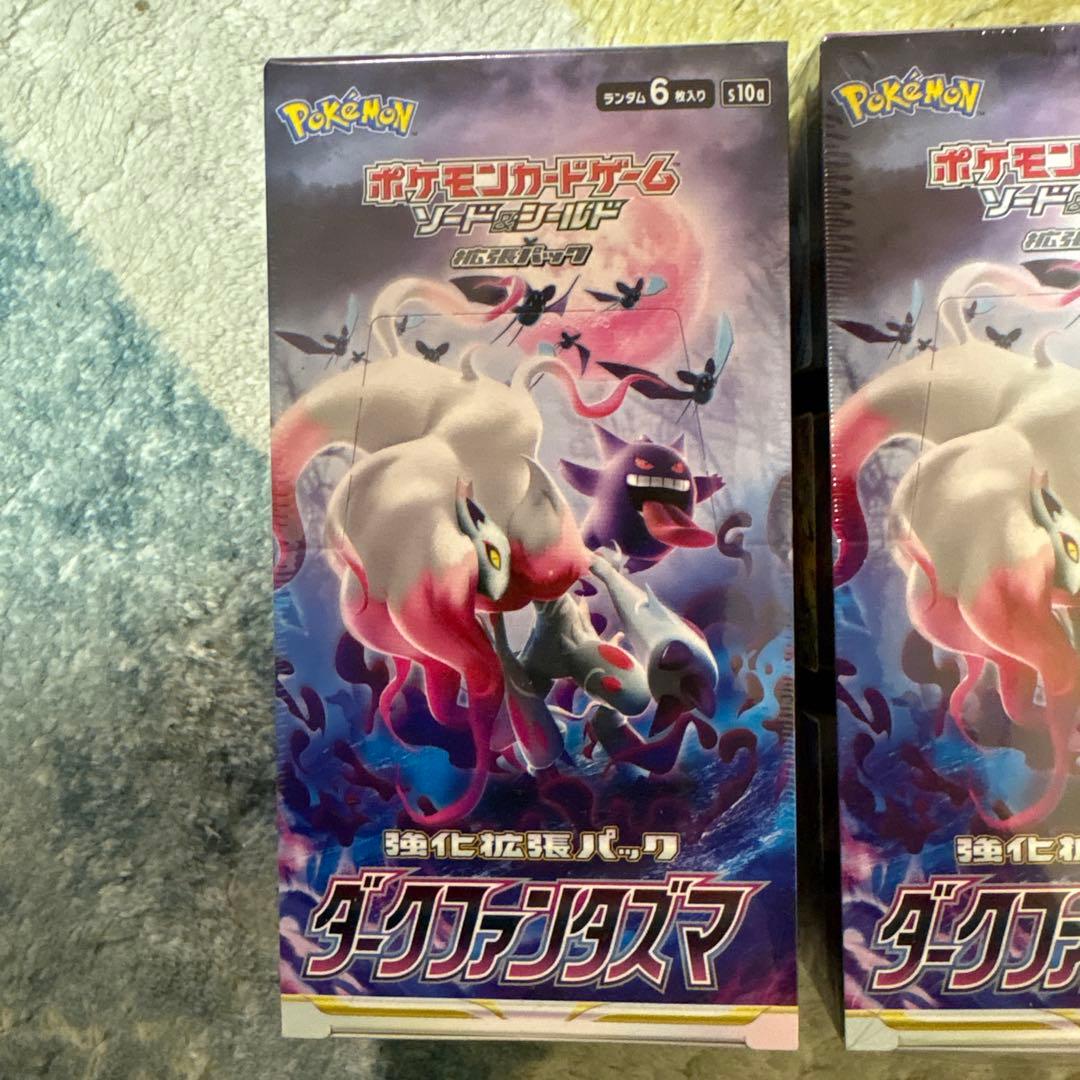 Pokémon
ランダム6枚入り s10a
ポケモンカードゲーム
ソード&シールド
拡張パック
強化拡張パック
ダークファンタズマ
Pokémon
ポケモン
ソード&
拡張
強化拡
ダークファ